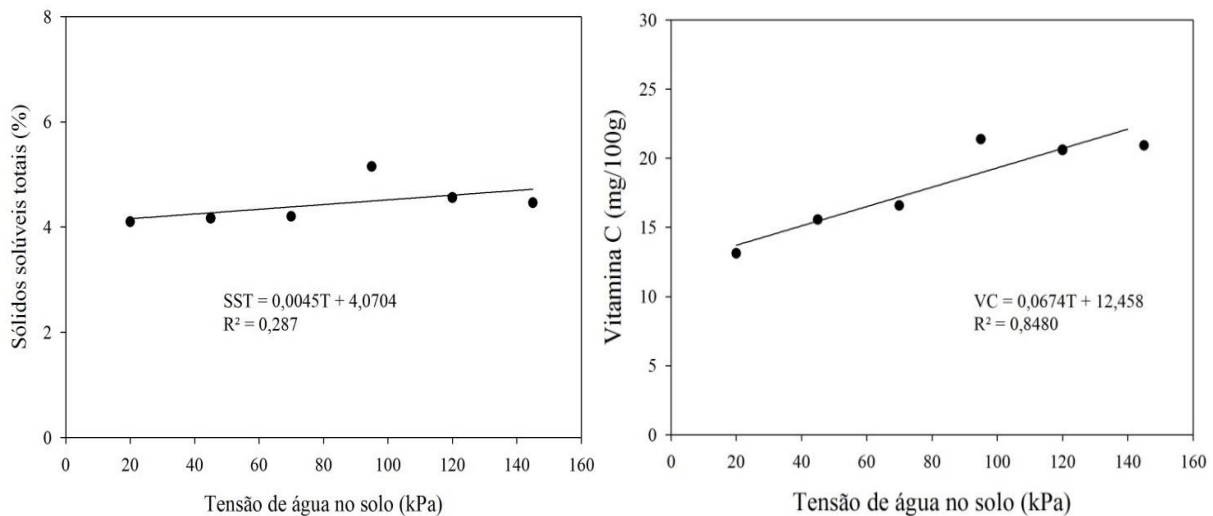 Sólidos solúveis totais (%)
8
6
4
2
0
SST = 0,0045T + 4,0704
R² = 0,287
0 20 40 60 80 100 120 140 160
Tensão de água no solo (kPa)
Vitamina C (mg/100g)
30
25
20
15
10
5
0
VC = 0,0674T + 12,458
R² = 0,8480
0 20 40 60 80 100 120 140 160
Tensão de água no solo (kPa)